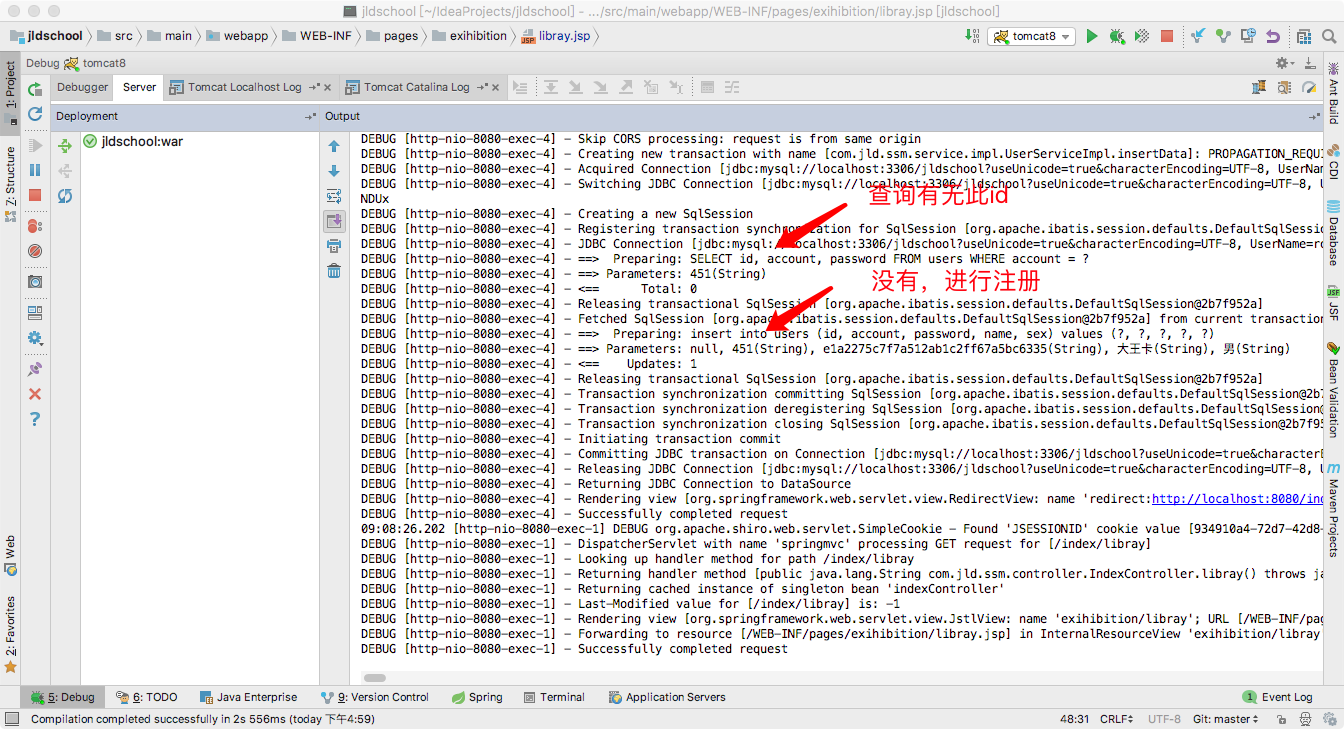 jldschool [~/IdeaProjects/jldschool] - .../src/main/webapp/WEB-INF/pages/exihibition/libray.jsp [jldschool]
jldschool src main webapp WEB-INF pages exihibition libray.jsp tomcat8
Debug tomcat8
Debugger Server Tomcat Localhost Log Tomcat Catalina Log
Deployment Output
jldschool:war
DEBUG [http-nio-8080-exec-4] - Skip CORS processing: request is from same origin
DEBUG [http-nio-8080-exec-4] - Creating new transaction with name [com.jld.ssm.service.impl.UserServiceImpl.insertData]: PROPAGATION_REQUI
DEBUG [http-nio-8080-exec-4] - Acquired Connection [jdbc:mysql://localhost:3306/jldschool?useUnicode=true&characterEncoding=UTF-8, UserNam
DEBUG [http-nio-8080-exec-4] - Switching JDBC Connection [jdbc:mysql://localhost:3306/jldschool?useUnicode=true&characterEncoding=UTF-8, U
NDUx
查询有无此id
DEBUG [http-nio-8080-exec-4] - Creating a new SqlSession
DEBUG [http-nio-8080-exec-4] - Registering transaction synchronization for SqlSession [org.apache.ibatis.session.defaults.DefaultSqlSessio
DEBUG [http-nio-8080-exec-4] - JDBC Connection [jdbc:mysql://localhost:3306/jldschool?useUnicode=true&characterEncoding=UTF-8, UserName=ro
DEBUG [http-nio-8080-exec-4] - ==>  Preparing: SELECT id, account, password FROM users WHERE account = ?
DEBUG [http-nio-8080-exec-4] - ==> Parameters: 451(String)
没有，进行注册
DEBUG [http-nio-8080-exec-4] - <==      Total: 0
DEBUG [http-nio-8080-exec-4] - Releasing transactional SqlSession [org.apache.ibatis.session.defaults.DefaultSqlSession@2b7f952a]
DEBUG [http-nio-8080-exec-4] - Fetched SqlSession [org.apache.ibatis.session.defaults.DefaultSqlSession@2b7f952a] from current transaction
DEBUG [http-nio-8080-exec-4] - ==>  Preparing: insert into users (id, account, password, name, sex) values (?, ?, ?, ?, ?)
DEBUG [http-nio-8080-exec-4] - ==> Parameters: null, 451(String), e1a2275c7f7a512ab1c2ff67a5bc6335(String), 大王卡(String), 男(String)
DEBUG [http-nio-8080-exec-4] - <==    Updates: 1
DEBUG [http-nio-8080-exec-4] - Releasing transactional SqlSession [org.apache.ibatis.session.defaults.DefaultSqlSession@2b7f952a]
DEBUG [http-nio-8080-exec-4] - Transaction synchronization committing SqlSession [org.apache.ibatis.session.defaults.DefaultSqlSession@2b7
DEBUG [http-nio-8080-exec-4] - Transaction synchronization deregistering SqlSession [org.apache.ibatis.session.defaults.DefaultSqlSession@
DEBUG [http-nio-8080-exec-4] - Transaction synchronization closing SqlSession [org.apache.ibatis.session.defaults.DefaultSqlSession@2b7f95
DEBUG [http-nio-8080-exec-4] - Initiating transaction commit
DEBUG [http-nio-8080-exec-4] - Committing JDBC transaction on Connection [jdbc:mysql://localhost:3306/jldschool?useUnicode=true&characterE
DEBUG [http-nio-8080-exec-4] - Releasing JDBC Connection [jdbc:mysql://localhost:3306/jldschool?useUnicode=true&characterEncoding=UTF-8, U
DEBUG [http-nio-8080-exec-4] - Returning JDBC Connection to DataSource
DEBUG [http-nio-8080-exec-4] - Rendering view [org.springframework.web.servlet.view.RedirectView: name 'redirect:http://localhost:8080/ind
DEBUG [http-nio-8080-exec-4] - Successfully completed request
09:08:26.202 [http-nio-8080-exec-1] DEBUG org.apache.shiro.web.servlet.SimpleCookie - Found 'JSESSIONID' cookie value [934910a4-72d7-42d8-
DEBUG [http-nio-8080-exec-1] - DispatcherServlet with name 'springmvc' processing GET request for [/index/libray]
DEBUG [http-nio-8080-exec-1] - Looking up handler method for path /index/libray
DEBUG [http-nio-8080-exec-1] - Returning handler method [public java.lang.String com.jld.ssm.controller.IndexController.libray() throws ja
DEBUG [http-nio-8080-exec-1] - Returning cached instance of singleton bean 'indexController'
DEBUG [http-nio-8080-exec-1] - Last-Modified value for [/index/libray] is: -1
DEBUG [http-nio-8080-exec-1] - Rendering view [org.springframework.web.servlet.view.JstlView: name 'exihibition/libray'; URL [/WEB-INF/pag
DEBUG [http-nio-8080-exec-1] - Forwarding to resource [/WEB-INF/pages/exihibition/libray.jsp] in InternalResourceView 'exihibition/libray
DEBUG [http-nio-8080-exec-1] - Successfully completed request
1: Project
Z: Structure
Web
2: Favorites
Ant Build
CDI
Database
JSF
Bean Validation
Maven Projects
5: Debug 6: TODO Java Enterprise 9: Version Control Spring Terminal Application Servers 1 Event Log
Compilation completed successfully in 2s 556ms (today 下午4:59) 48:31 CRLF UTF-8 Git: master